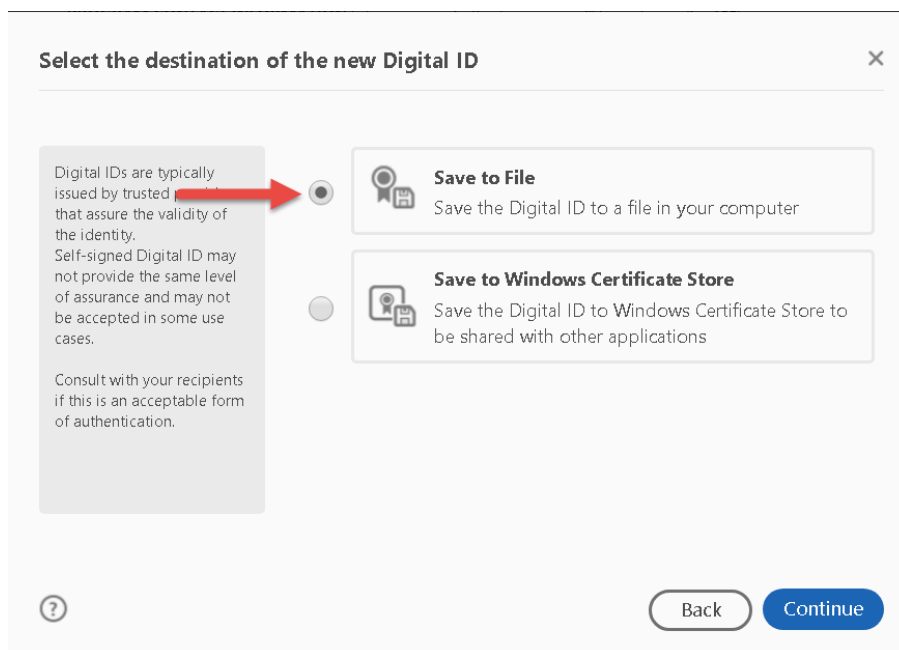 Select the destination of the new Digital ID
Digital IDs are typically
issued by trusted
that assure the validity of
the identity.
Self-signed Digital ID may
not provide the same level
of assurance and may not
be accepted in some use
cases.
Consult with your recipients
if this is an acceptable form
of authentication.
Save to File
Save the Digital ID to a file in your computer
Save to Windows Certificate Store
Save the Digital ID to Windows Certificate Store to
be shared with other applications
?
Back
Continue